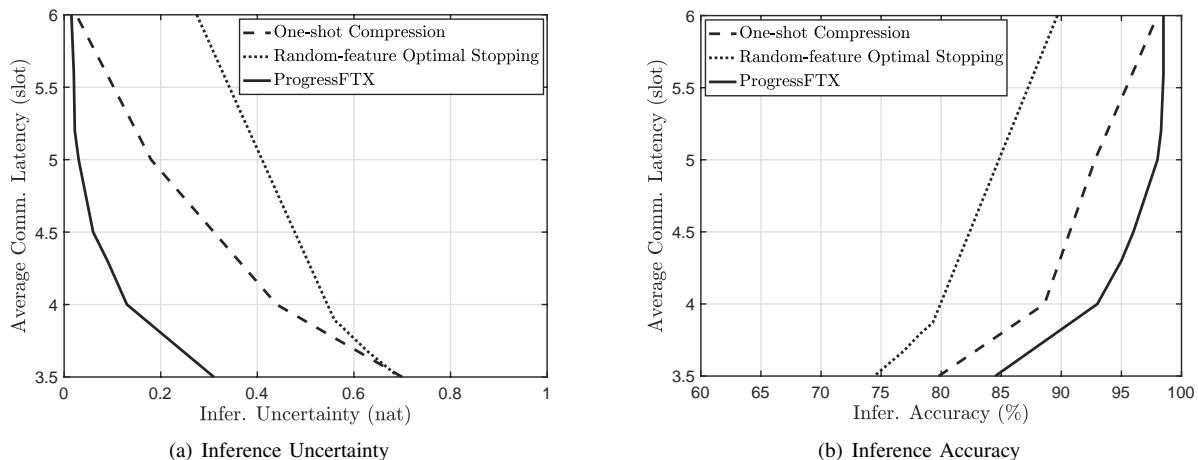 6
5.5
5
4.5
4
3.5
Average Comm. Latency (slot)
One-shot Compression
Random-feature Optimal Stopping
ProgressFTX
0 0.2 0.4 0.6 0.8 1
Infer. Uncertainty (nat)
(a) Inference Uncertainty
6
5.5
5
4.5
4
3.5
Average Comm. Latency (slot)
One-shot Compression
Random-feature Optimal Stopping
ProgressFTX
60 65 70 75 80 85 90 95 100
Infer. Accuracy (%)
(b) Inference Accuracy